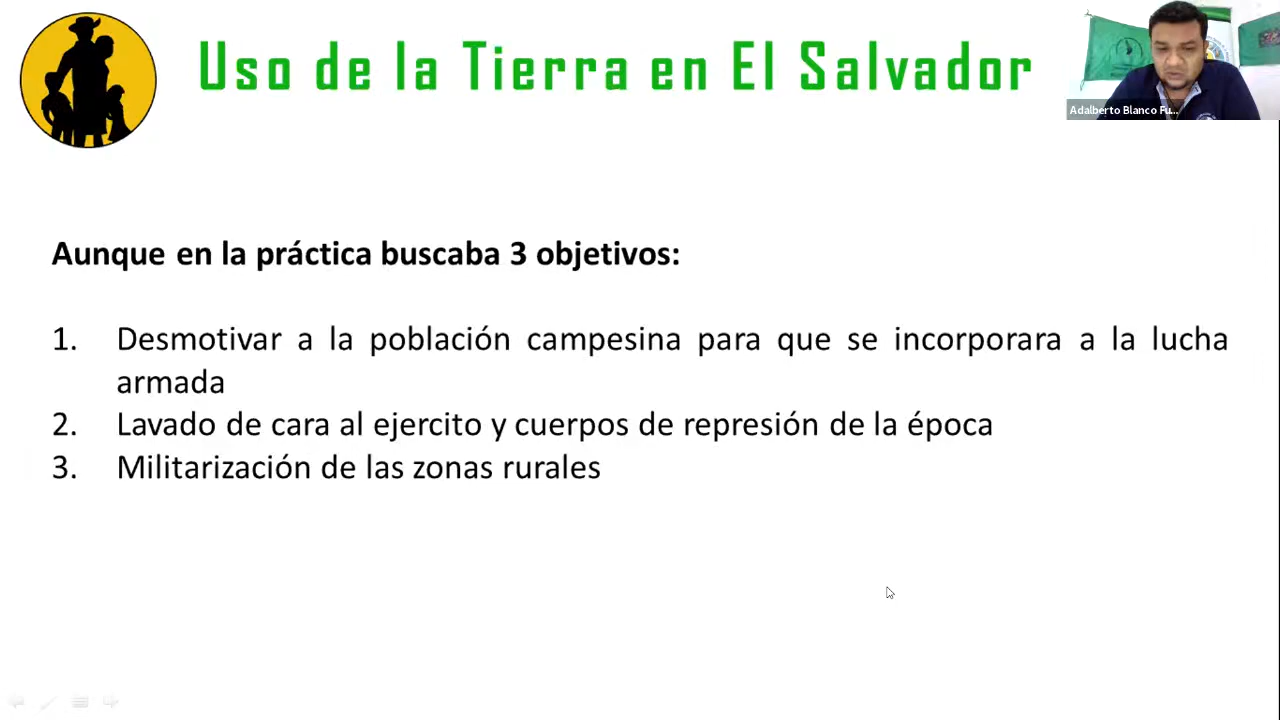 Uso de la Tierra en El Salvador
Adalberto Blanco Fu...
Aunque en la práctica buscaba 3 objetivos:
1. Desmotivar a la población campesina para que se incorporara a la lucha
armada
2. Lavado de cara al ejercito y cuerpos de represión de la época
3. Militarización de las zonas rurales